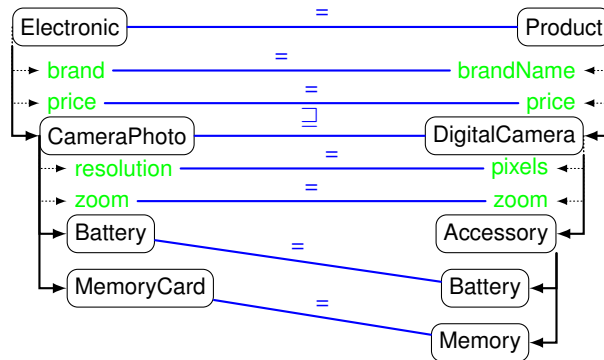 Electronic = Product
brand = brandName
price = price
CameraPhoto ⊒ DigitalCamera
resolution = pixels
zoom = zoom
Battery = Accessory
MemoryCard = Battery
Memory